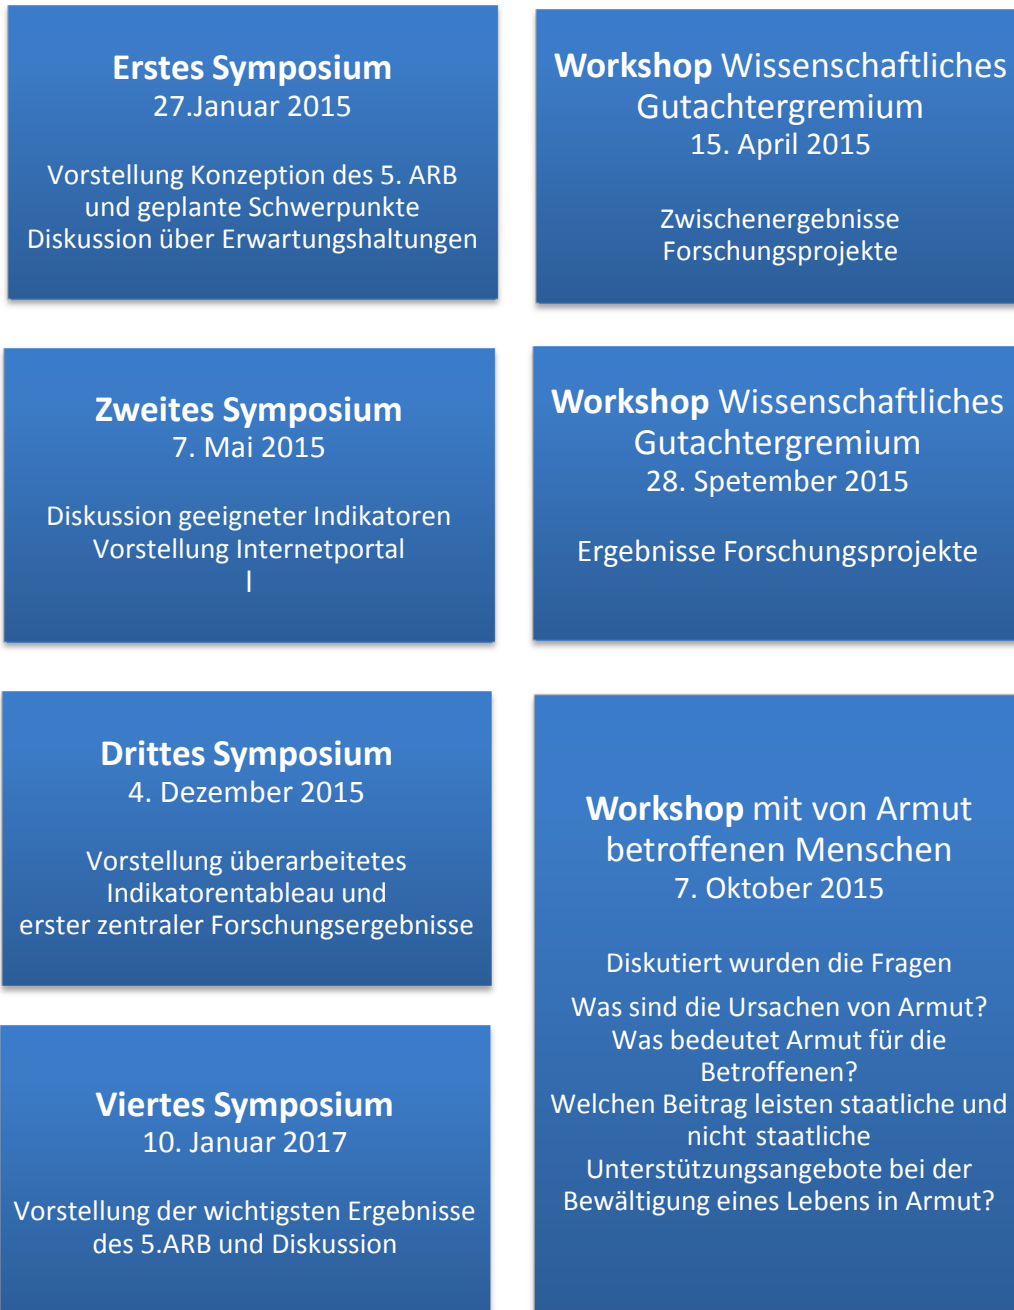 Erstes Symposium
27.Januar 2015
Vorstellung Konzeption des 5. ARB
und geplante Schwerpunkte
Diskussion über Erwartungshaltungen
Workshop Wissenschaftliches
Gutachtergremium
15. April 2015
Zwischenergebnisse
Forschungsprojekte
Zweites Symposium
7. Mai 2015
Diskussion geeigneter Indikatoren
Vorstellung Internetportal
l
Workshop Wissenschaftliches
Gutachtergremium
28. Spetember 2015
Ergebnisse Forschungsprojekte
Drittes Symposium
4. Dezember 2015
Vorstellung überarbeitetes
Indikatorentableau und
erster zentraler Forschungsergebnisse
Viertes Symposium
10. Januar 2017
Vorstellung der wichtigsten Ergebnisse
des 5.ARB und Diskussion
Workshop mit von Armut
betroffenen Menschen
7. Oktober 2015
Diskutiert wurden die Fragen
Was sind die Ursachen von Armut?
Was bedeutet Armut für die
Betroffenen?
Welchen Beitrag leisten staatliche und
nicht staatliche
Unterstützungsangebote bei der
Bewältigung eines Lebens in Armut?